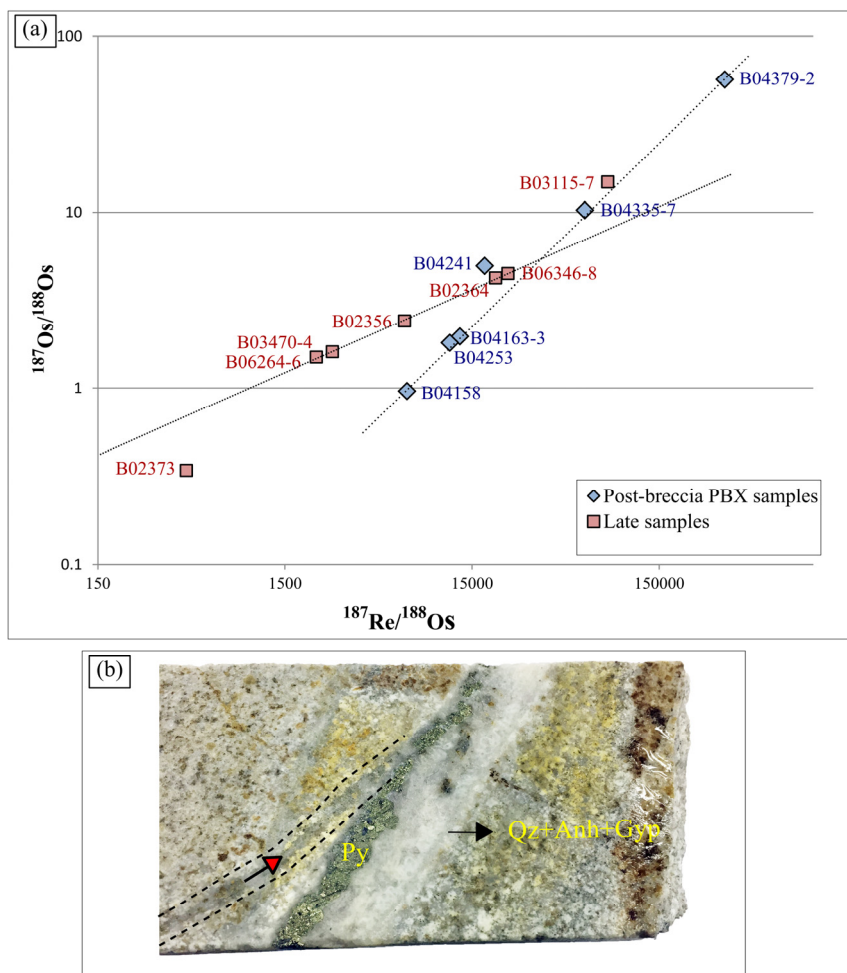 (a)
100
10
1
0.1
187Os/188Os
B04379-2
B03115-7
B04335-7
B04241
B06346-8
B02364
B02356
B03470-4
B04163-3
B06264-6
B04253
B04158
B02373
Post-breccia PBX samples
Late samples
150
1500
15000
150000
187Re/188Os
(b)
Qz+Anh+Gyp
Py